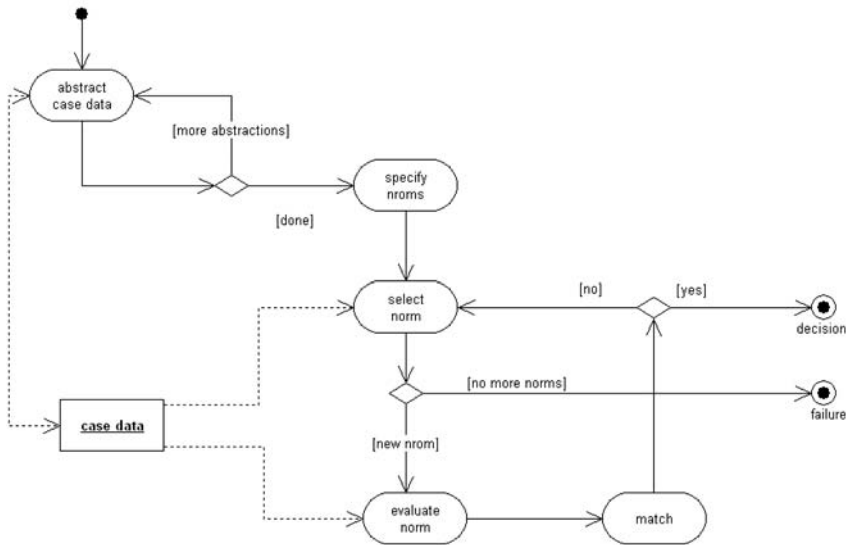 abstract
case data
[more abstractions]
specify
nroms
[done]
select
norm
[no]
[yes]
decision
[no more norms]
failure
case data
[new nrom]
evaluate
norm
match